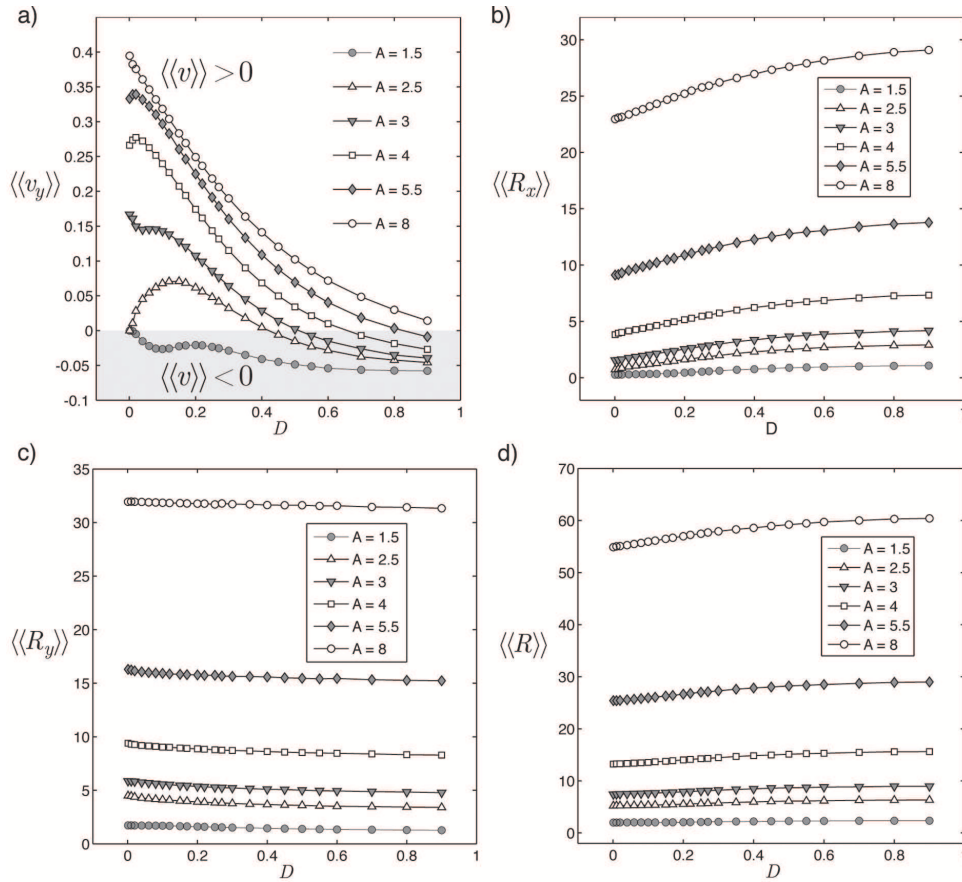 a)
⟨⟨v⟩⟩ > 0
⟨⟨v⟩⟩ < 0
A = 1.5
A = 2.5
A = 3
A = 4
A = 5.5
A = 8
⟨⟨v_y⟩⟩
0.4
0.35
0.3
0.25
0.2
0.15
0.1
0.05
0
-0.05
-0.1
0 0.2 0.4 0.6 0.8 1
D
b)
A = 1.5
A = 2.5
A = 3
A = 4
A = 5.5
A = 8
⟨⟨R_x⟩⟩
30
25
20
15
10
5
0
0 0.2 0.4 0.6 0.8 1
D
c)
A = 1.5
A = 2.5
A = 3
A = 4
A = 5.5
A = 8
⟨⟨R_y⟩⟩
35
30
25
20
15
10
5
0
0 0.2 0.4 0.6 0.8 1
D
d)
A = 1.5
A = 2.5
A = 3
A = 4
A = 5.5
A = 8
⟨⟨R⟩⟩
70
60
50
40
30
20
10
0
0 0.2 0.4 0.6 0.8 1
D